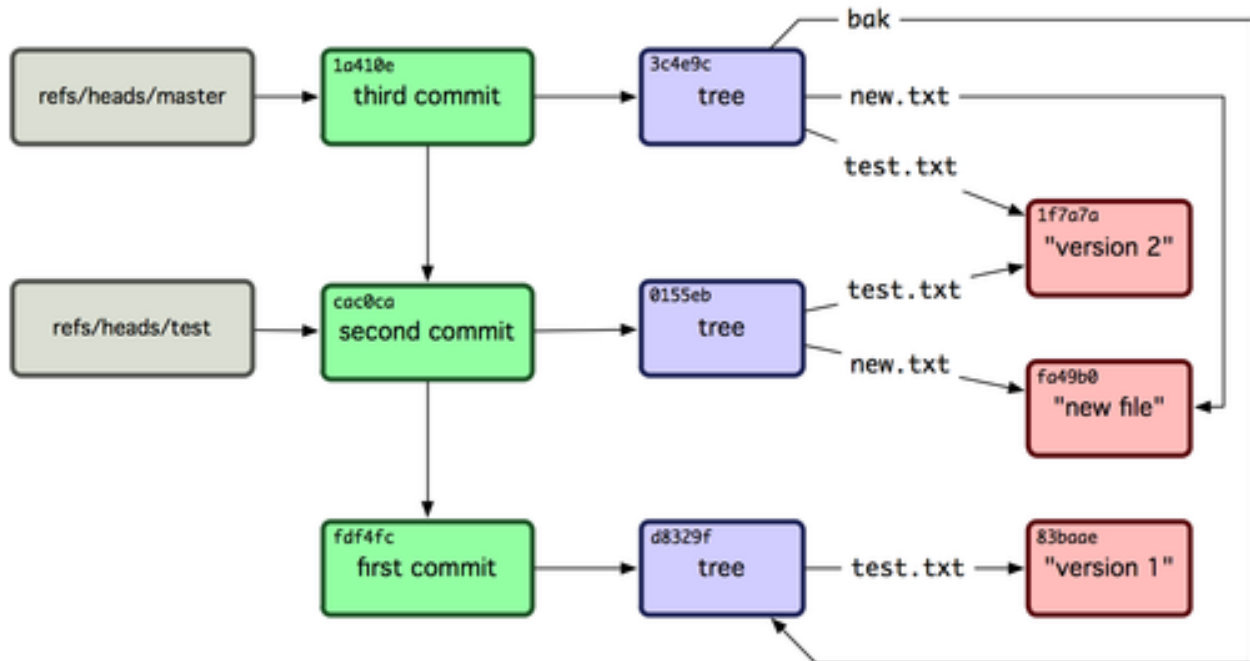 bak
refs/heads/master
1a410e
third commit
3c4e9c
tree
new.txt
test.txt
1f7a7a
"version 2"
refs/heads/test
cac0ca
second commit
0155eb
tree
test.txt
new.txt
fa49b0
"new file"
fdf4fc
first commit
d8329f
tree
test.txt
83baae
"version 1"